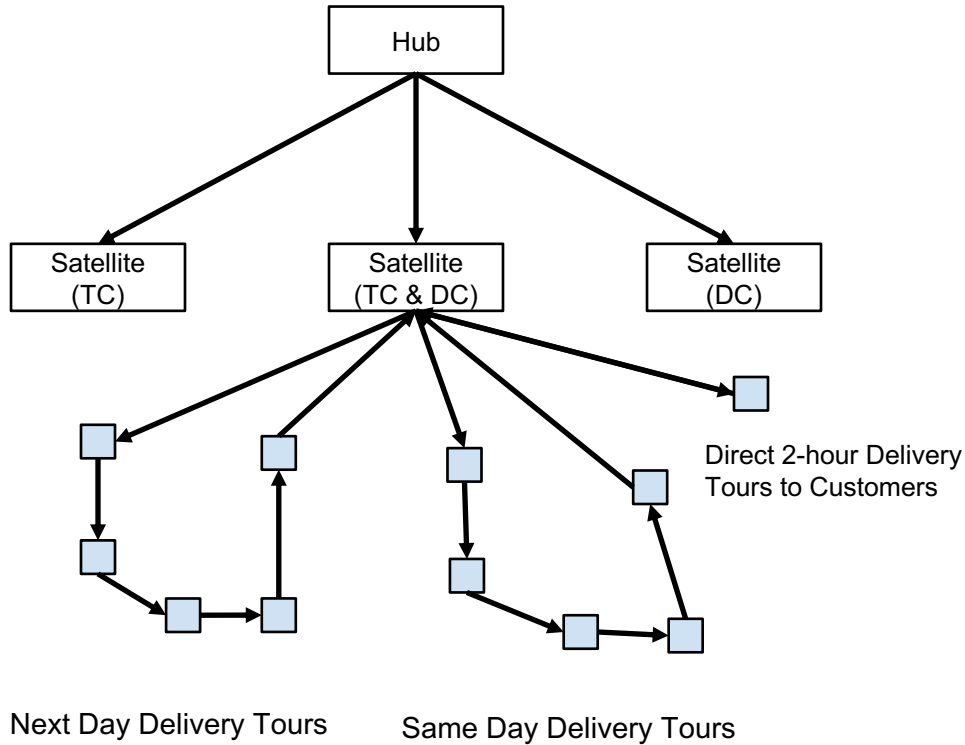 Hub
Satellite
(TC)
Satellite
(TC & DC)
Satellite
(DC)
Direct 2-hour Delivery
Tours to Customers
Next Day Delivery Tours
Same Day Delivery Tours